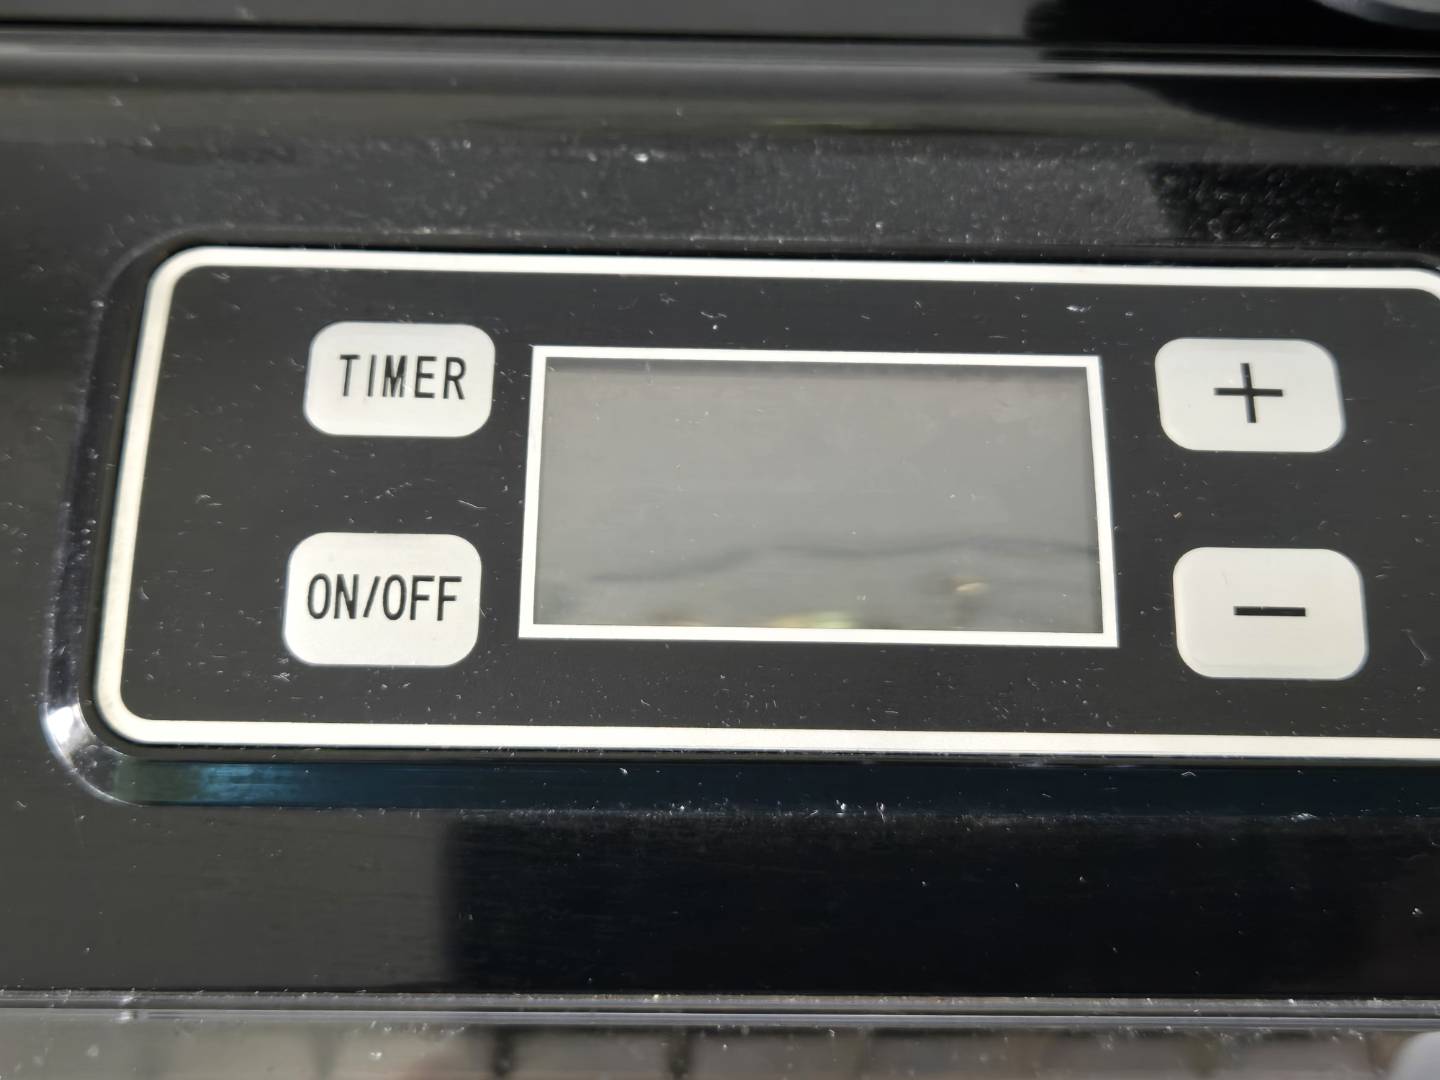 TIMER
+
ON/OFF
−